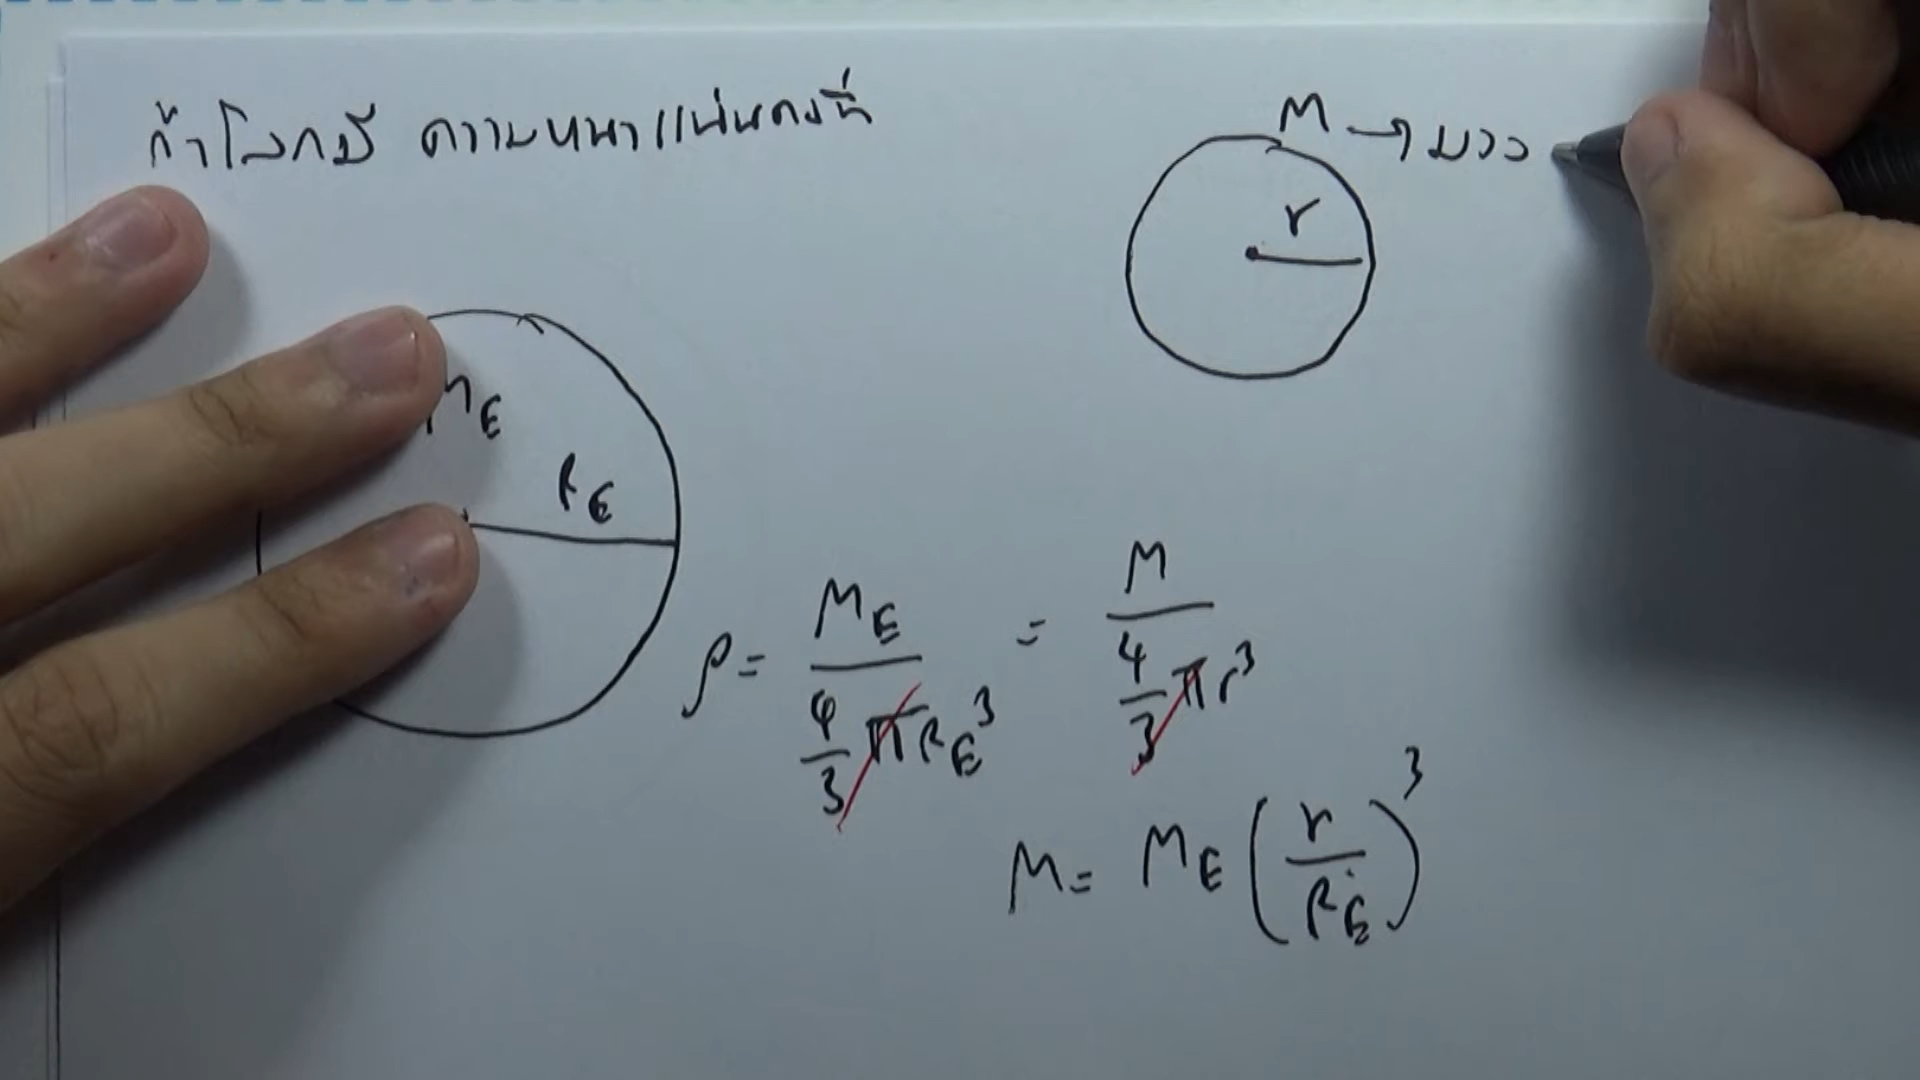 ถ้าโลกมี ความหนาแน่นคงที่
M → มวล
r
M_E
R_E
ρ = M_E / (4/3 π R_E³) = M / (4/3 π r³)
M = M_E (r / R_E)³